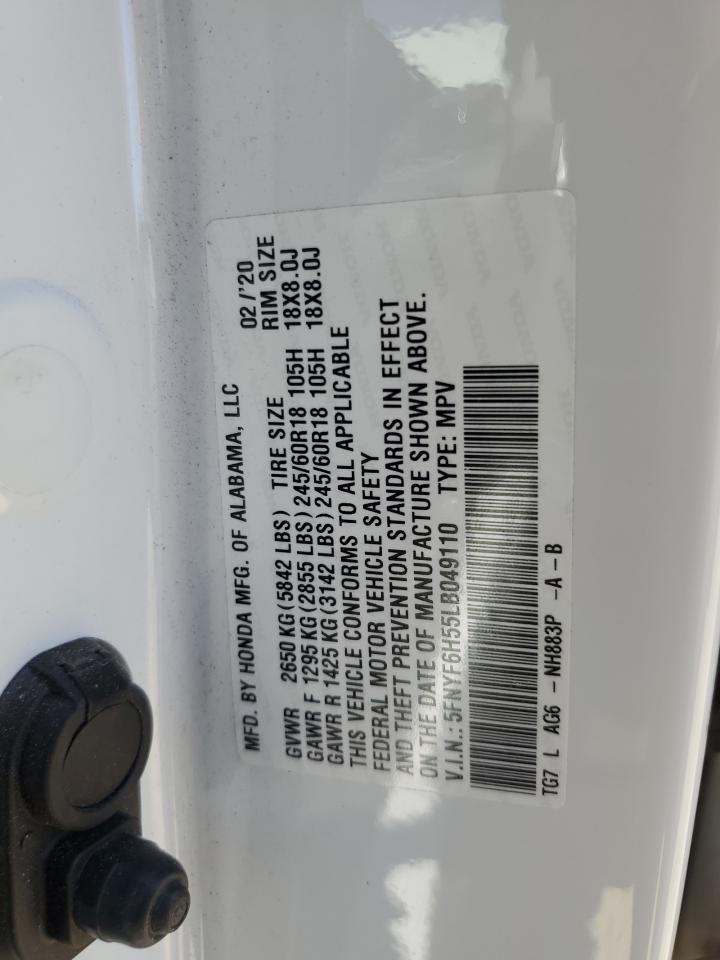 MFD. BY HONDA MFG. OF ALABAMA, LLC 02/'20
GVWR 2650 KG (5842 LBS) TIRE SIZE RIM SIZE
GAWR F 1295 KG (2855 LBS) 245/60R18 105H 18X8.0J
GAWR R 1425 KG (3142 LBS) 245/60R18 105H 18X8.0J
THIS VEHICLE CONFORMS TO ALL APPLICABLE
FEDERAL MOTOR VEHICLE SAFETY
AND THEFT PREVENTION STANDARDS IN EFFECT
ON THE DATE OF MANUFACTURE SHOWN ABOVE.
V.I.N.: 5FNYF6H55LB049110 TYPE: MPV
TG7 L AG6 - NH883P -A-B